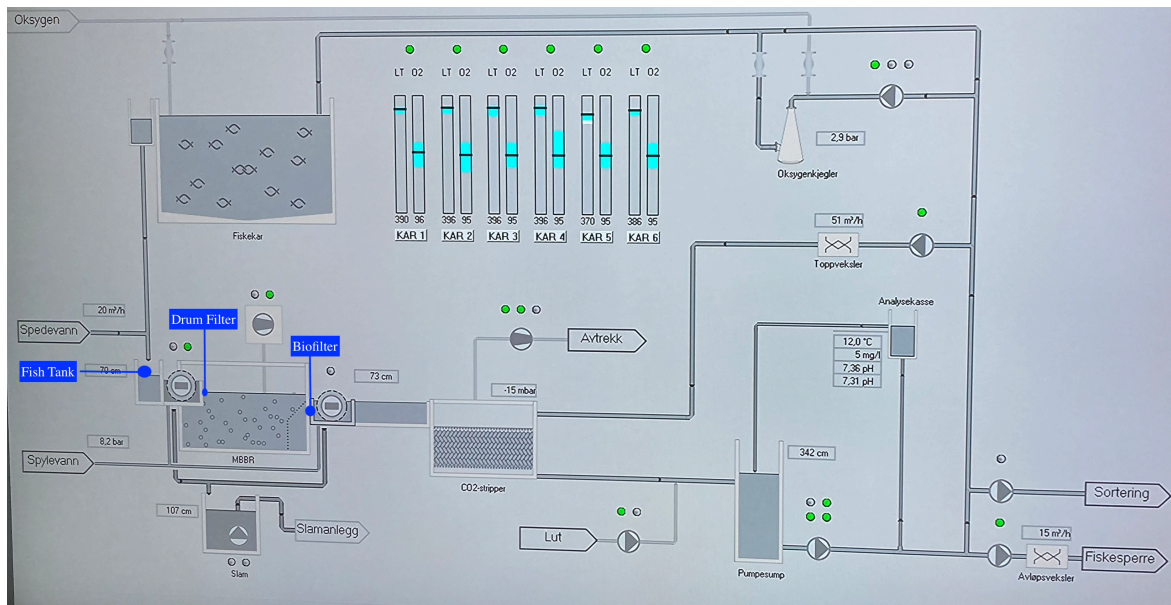 Oksygen
LT O2
LT O2
LT O2
LT O2
LT O2
LT O2
390 96
396 95
396 95
396 95
370 95
386 95
KAR 1
KAR 2
KAR 3
KAR 4
KAR 5
KAR 6
Fiskekar
2,9 bar
Oksygenkjegler
51 m³/h
Toppveksler
Analysekasse
12,0 °C
5 mg/l
7,36 pH
7,31 pH
20 m³/h
Spedevann
Drum Filter
Biofilter
Fish Tank
70 cm
73 cm
Avtrekk
-15 mbar
8,2 bar
Spylevann
MBBR
CO2-stripper
342 cm
107 cm
Slamanlegg
Slam
Lut
Pumpesump
Sortering
15 m³/h
Fiskesperre
Avløpsveksler